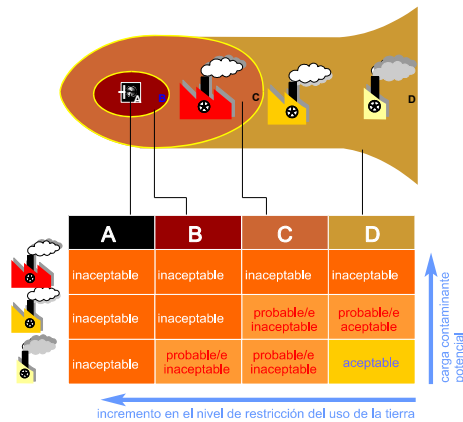 A
B
C
D
A B C D
inaceptable inaceptable inaceptable inaceptable
inaceptable inaceptable probable/e inaceptable probable/e aceptable
inaceptable probable/e inaceptable probable/e inaceptable aceptable
carga contaminante
potencial
incremento en el nivel de restricción del uso de la tierra